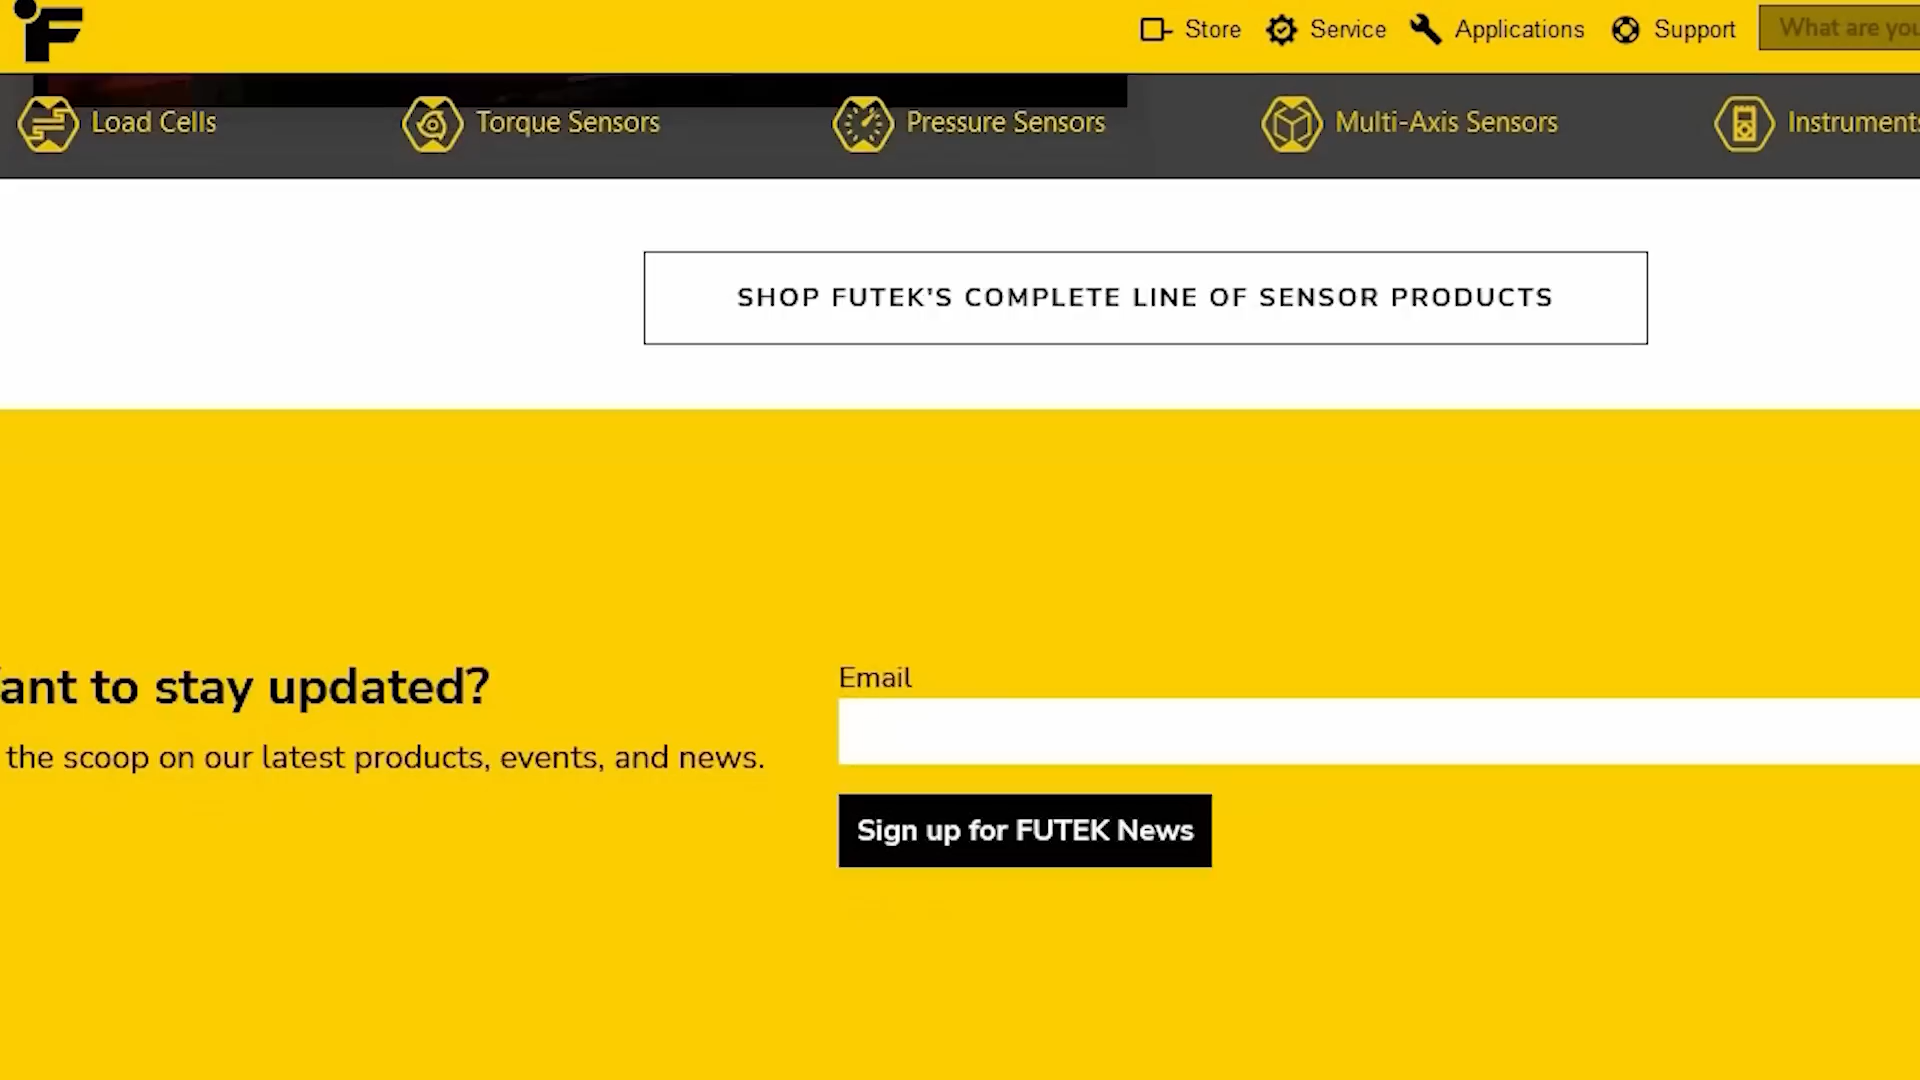 Store Service Applications Support What are you
Load Cells Torque Sensors Pressure Sensors Multi-Axis Sensors Instruments
SHOP FUTEK'S COMPLETE LINE OF SENSOR PRODUCTS
ant to stay updated?
the scoop on our latest products, events, and news.
Email
Sign up for FUTEK News